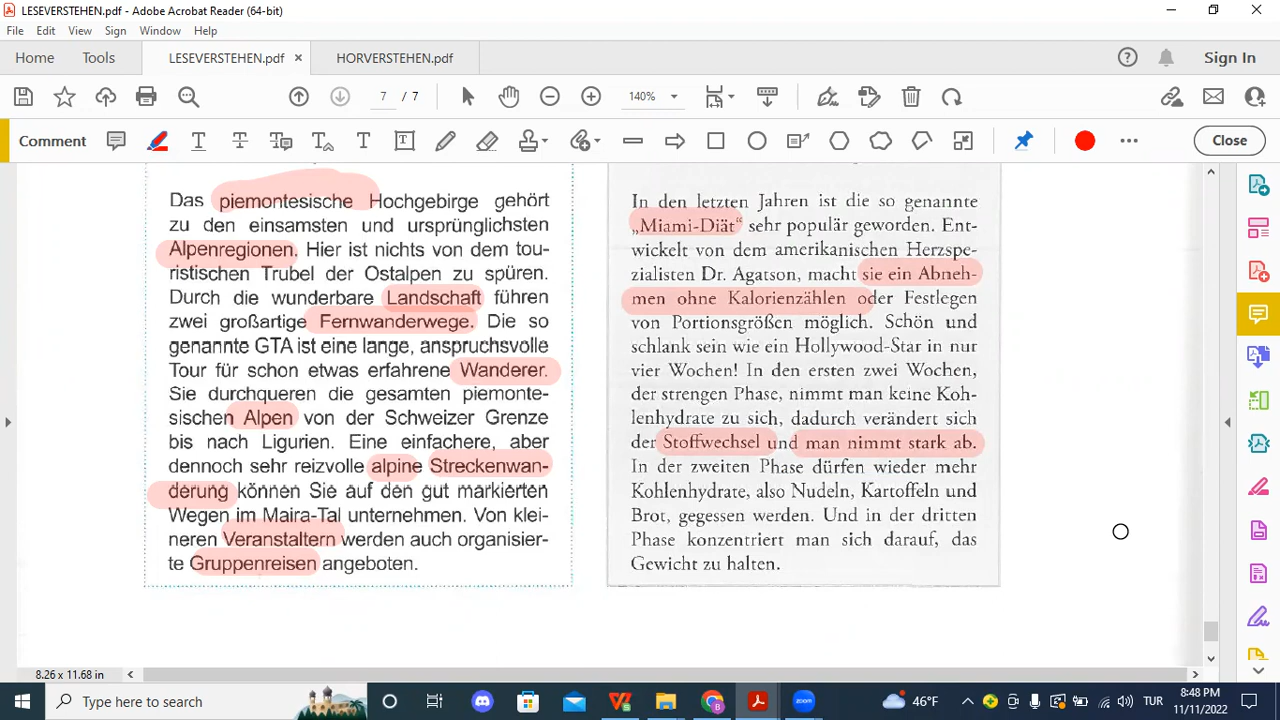 LESEVERSTEHEN.pdf - Adobe Acrobat Reader (64-bit)
File Edit View Sign Window Help
Home Tools LESEVERSTEHEN.pdf HORVERSTEHEN.pdf Sign In
7 / 7 140%
Comment Close
Das piemontesische Hochgebirge gehört
zu den einsamsten und ursprünglichsten
Alpenregionen. Hier ist nichts von dem tou-
ristischen Trubel der Ostalpen zu spüren.
Durch die wunderbare Landschaft führen
zwei großartige Fernwanderwege. Die so
genannte GTA ist eine lange, anspruchsvolle
Tour für schon etwas erfahrene Wanderer.
Sie durchqueren die gesamten piemonte-
sischen Alpen von der Schweizer Grenze
bis nach Ligurien. Eine einfachere, aber
dennoch sehr reizvolle alpine Streckenwan-
derung können Sie auf den gut markierten
Wegen im Maira-Tal unternehmen. Von klei-
neren Veranstaltern werden auch organisier-
te Gruppenreisen angeboten.
In den letzten Jahren ist die so genannte
„Miami-Diät“ sehr populär geworden. Ent-
wickelt von dem amerikanischen Herzspe-
zialisten Dr. Agatson, macht sie ein Abneh-
men ohne Kalorienzählen oder Festlegen
von Portionsgrößen möglich. Schön und
schlank sein wie ein Hollywood-Star in nur
vier Wochen! In den ersten zwei Wochen,
der strengen Phase, nimmt man keine Koh-
lenhydrate zu sich, dadurch verändert sich
der Stoffwechsel und man nimmt stark ab.
In der zweiten Phase dürfen wieder mehr
Kohlenhydrate, also Nudeln, Kartoffeln und
Brot, gegessen werden. Und in der dritten
Phase konzentriert man sich darauf, das
Gewicht zu halten.
8.26 x 11.68 in
Type here to search 46°F TUR 8:48 PM
11/11/2022